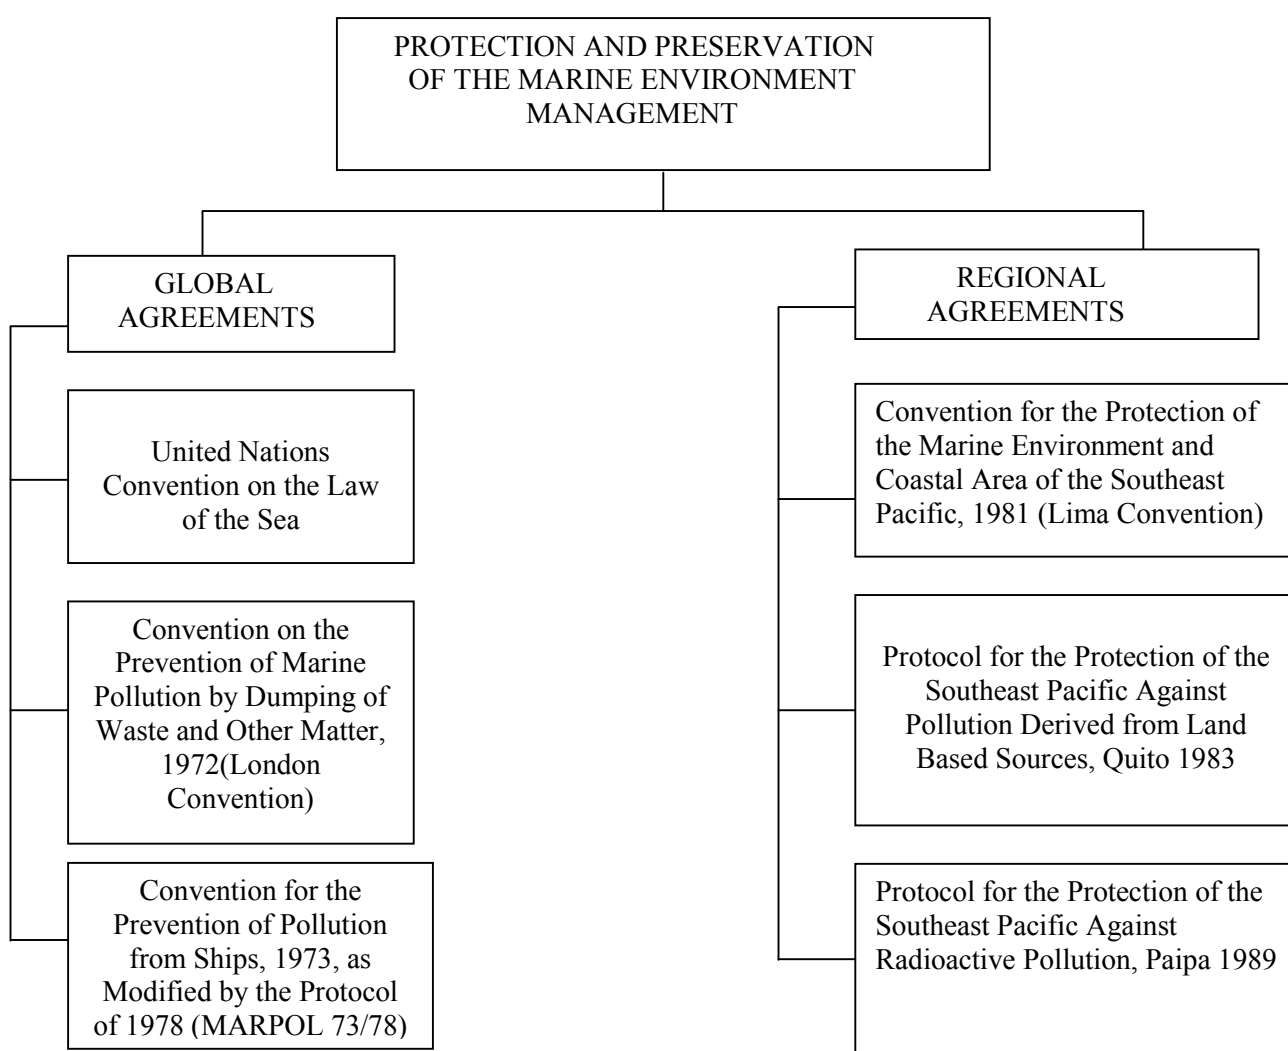 PROTECTION AND PRESERVATION
OF THE MARINE ENVIRONMENT
MANAGEMENT
GLOBAL
AGREEMENTS
United Nations
Convention on the Law
of the Sea
Convention on the
Prevention of Marine
Pollution by Dumping of
Waste and Other Matter,
1972(London
Convention)
Convention for the
Prevention of Pollution
from Ships, 1973, as
Modified by the Protocol
of 1978 (MARPOL 73/78)
REGIONAL
AGREEMENTS
Convention for the Protection of
the Marine Environment and
Coastal Area of the Southeast
Pacific, 1981 (Lima Convention)
Protocol for the Protection of the
Southeast Pacific Against
Pollution Derived from Land
Based Sources, Quito 1983
Protocol for the Protection of the
Southeast Pacific Against
Radioactive Pollution, Paipa 1989